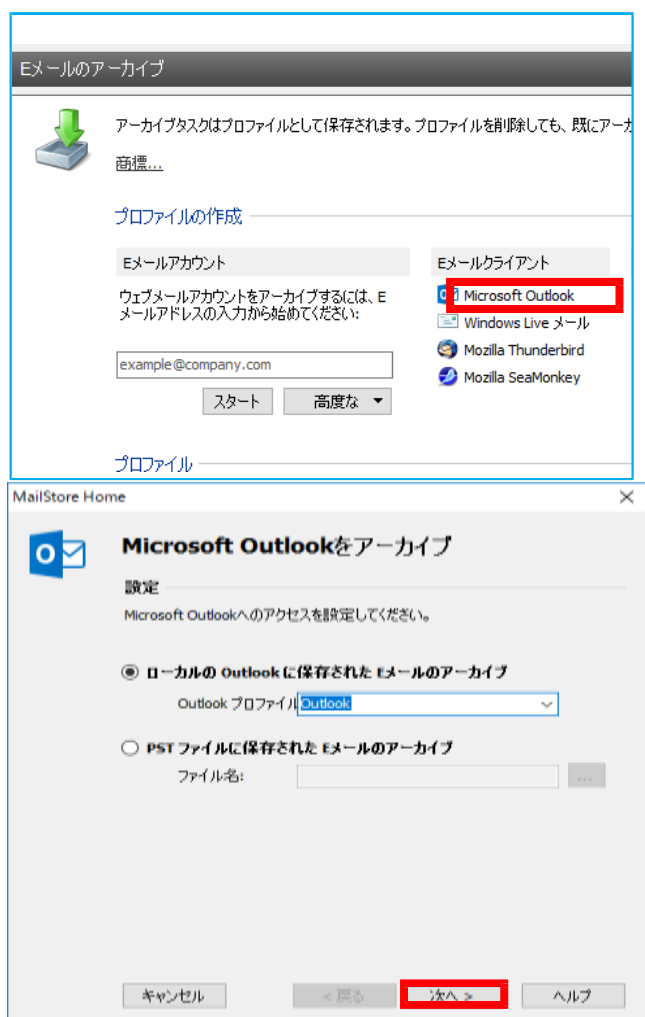 Eメールのアーカイブ
アーカイブタスクはプロファイルとして保存されます。プロファイルを削除しても、既にアーカ
商標...
プロファイルの作成
Eメールアカウント
ウェブメールアカウントをアーカイブするには、E
メールアドレスの入力から始めてください:
example@company.com
スタート
高度な
Eメールクライアント
Microsoft Outlook
Windows Live メール
Mozilla Thunderbird
Mozilla SeaMonkey
プロファイル
MailStore Home
Microsoft Outlookをアーカイブ
設定
Microsoft Outlookへのアクセスを設定してください。
ローカルの Outlook に保存された Eメールのアーカイブ
Outlook プロファイル Outlook
PST ファイルに保存された Eメールのアーカイブ
ファイル名:
...
キャンセル
< 戻る
次へ >
ヘルプ